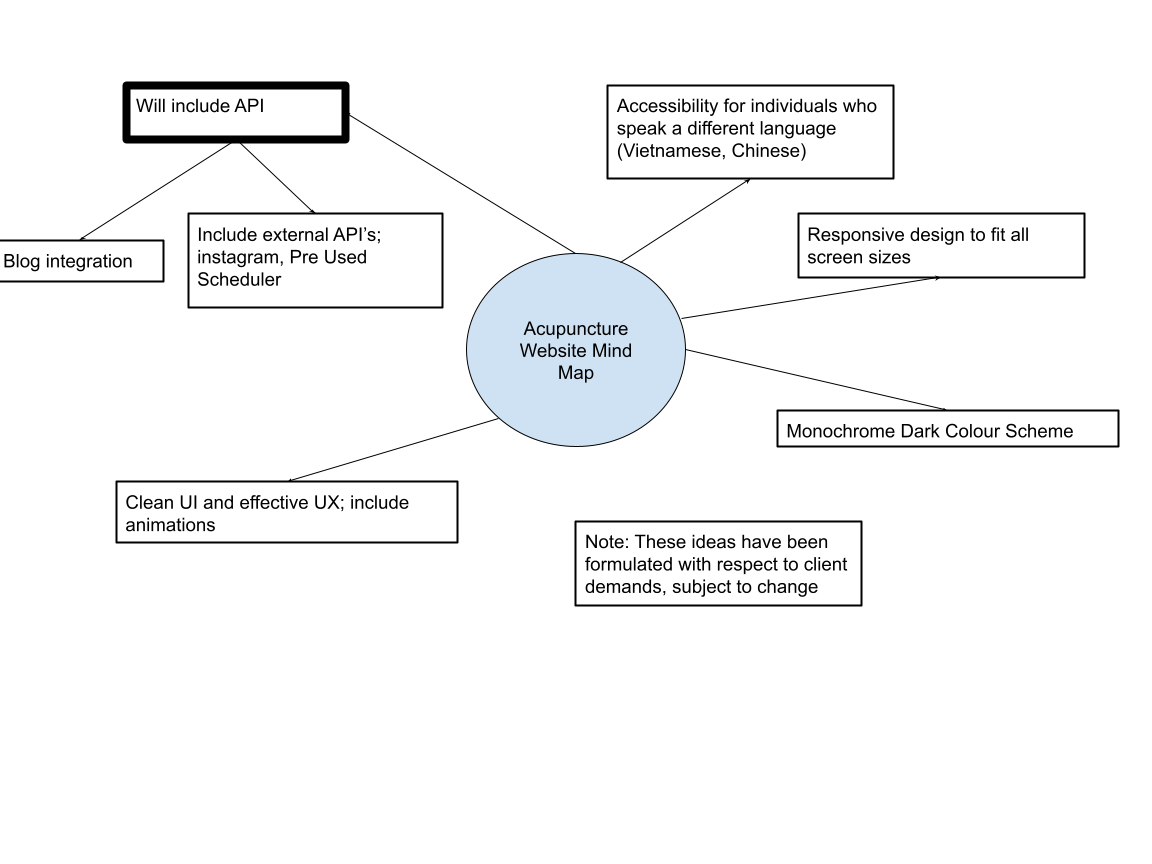 Will include API
Accessibility for individuals who
speak a different language
(Vietnamese, Chinese)
Blog integration
Include external API’s;
instagram, Pre Used
Scheduler
Responsive design to fit all
screen sizes
Acupuncture
Website Mind
Map
Monochrome Dark Colour Scheme
Clean UI and effective UX; include
animations
Note: These ideas have been
formulated with respect to client
demands, subject to change